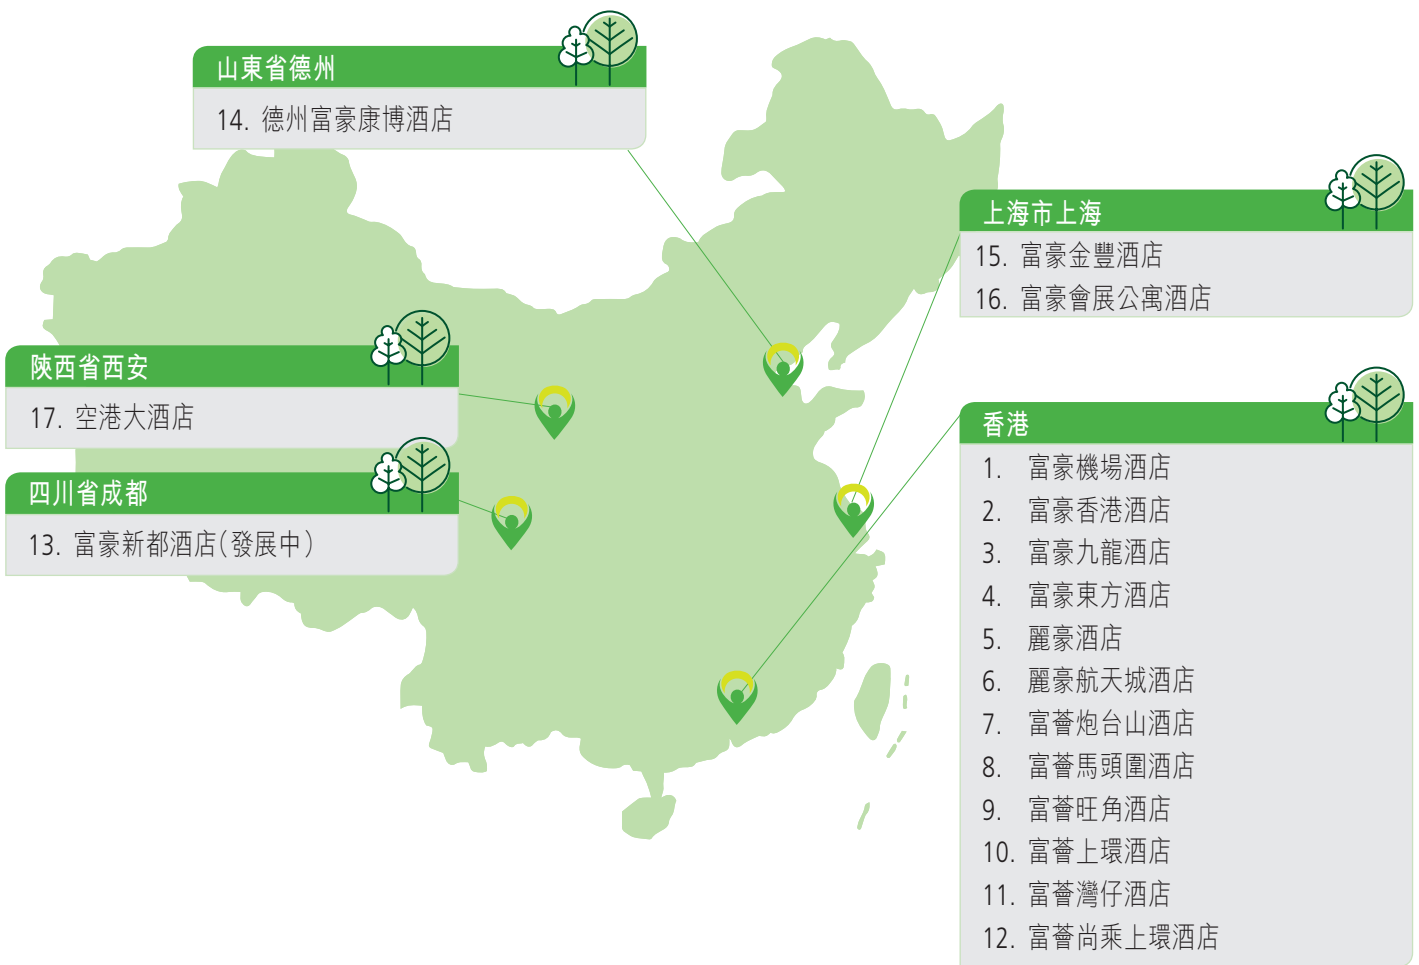 山東省德州
14. 德州富豪康博酒店
上海市上海
15. 富豪金豐酒店
16. 富豪會展公寓酒店
陝西省西安
17. 空港大酒店
四川省成都
13. 富豪新都酒店(發展中)
香港
1. 富豪機場酒店
2. 富豪香港酒店
3. 富豪九龍酒店
4. 富豪東方酒店
5. 麗豪酒店
6. 麗豪航天城酒店
7. 富薈炮台山酒店
8. 富薈馬頭圍酒店
9. 富薈旺角酒店
10. 富薈上環酒店
11. 富薈灣仔酒店
12. 富薈尚乘上環酒店